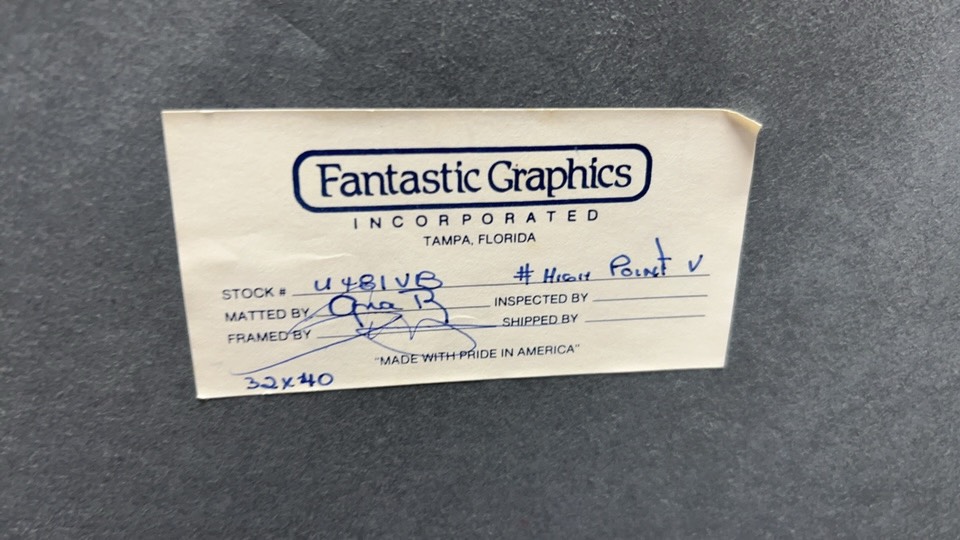 Fantastic Graphics
INCORPORATED
TAMPA, FLORIDA
STOCK # U481VB # HIGH POINT V
MATTED BY INSPECTED BY
FRAMED BY SHIPPED BY
"MADE WITH PRIDE IN AMERICA"
32x40